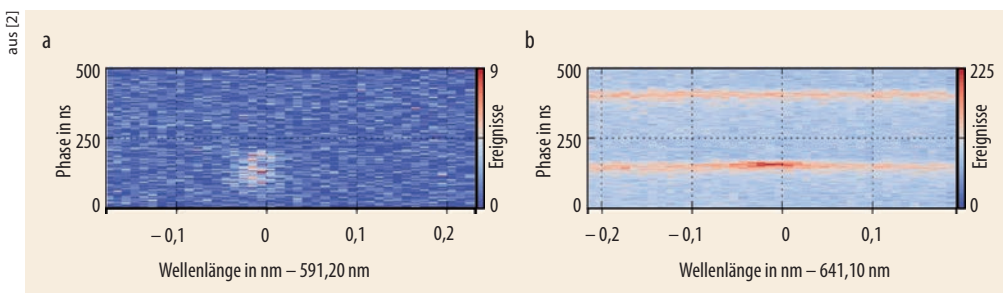 aus [2]
a
b
500
250
0
Phase in ns
9
0
Ereignisse
– 0,1
0
0,1
0,2
Wellenlänge in nm – 591,20 nm
500
250
0
Phase in ns
225
0
Ereignisse
– 0,2
– 0,1
0
0,1
Wellenlänge in nm – 641,10 nm